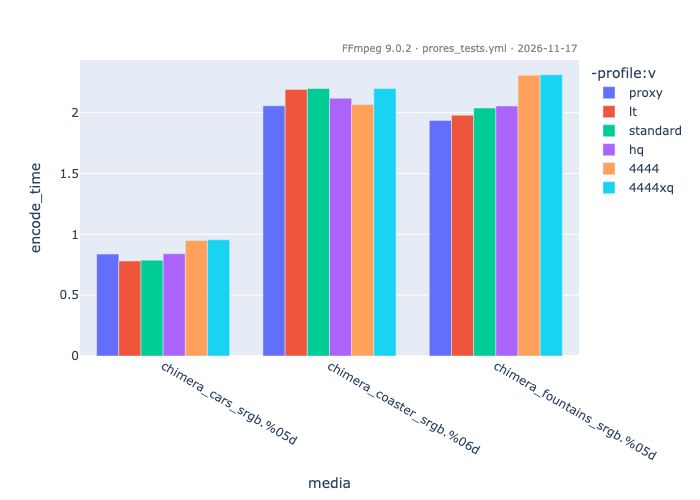 FFmpeg 9.0.2 · prores_tests.yml · 2026-11-17
-profile:v
proxy
lt
standard
hq
4444
4444xq
encode_time
2
1.5
1
0.5
0
chimera_cars_srgb.%05d
chimera_coaster_srgb.%06d
chimera_fountains_srgb.%05d
media